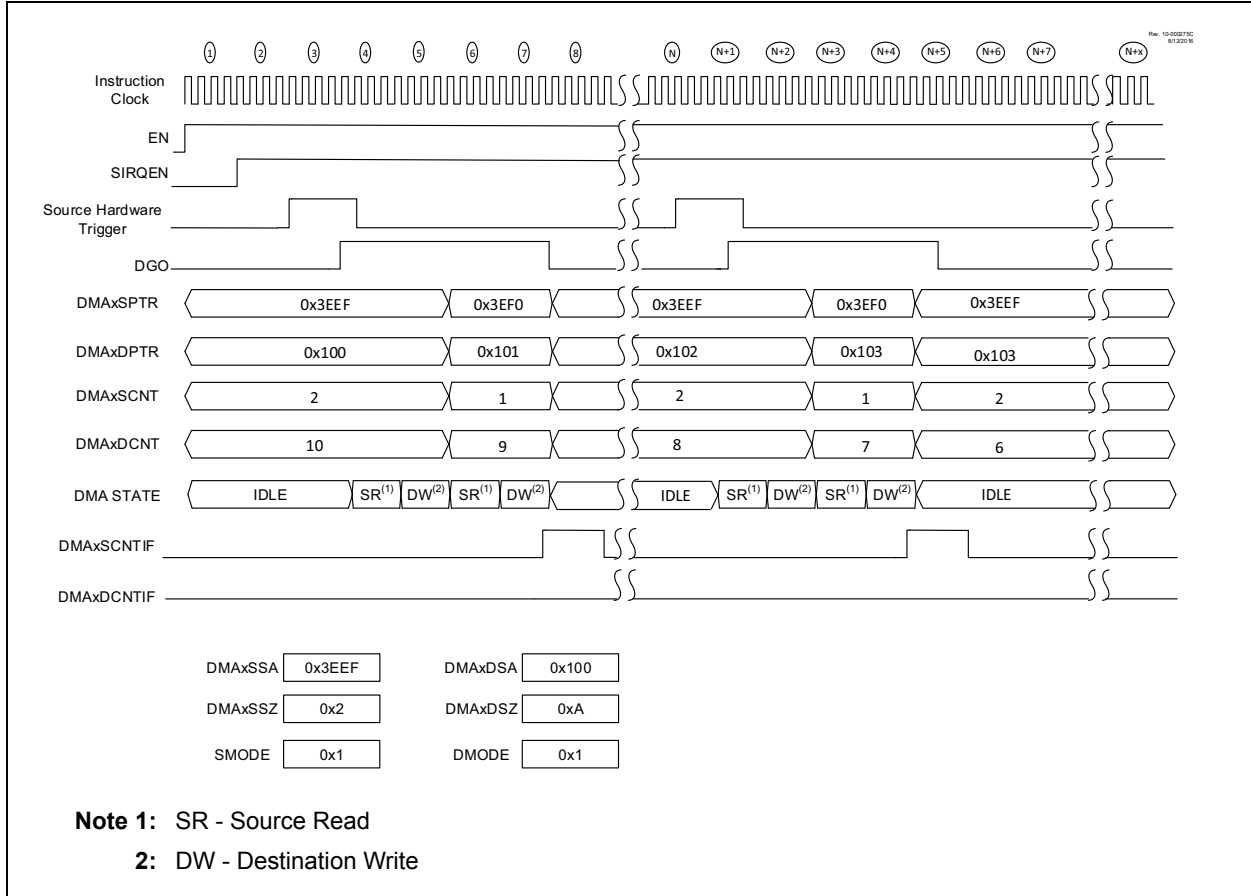 Rev. 10-000275C
8/12/2016
1 2 3 4 5 6 7 8 N N+1 N+2 N+3 N+4 N+5 N+6 N+7 N+x
Instruction
Clock
EN
SIRQEN
Source Hardware
Trigger
DGO
DMAxSPTR 0x3EEF 0x3EF0 0x3EEF 0x3EF0 0x3EEF
DMAxDPTR 0x100 0x101 0x102 0x103 0x103
DMAxSCNT 2 1 2 1 2
DMAxDCNT 10 9 8 7 6
DMA STATE IDLE SR(1) DW(2) SR(1) DW(2) IDLE SR(1) DW(2) SR(1) DW(2) IDLE
DMAxSCNTIF
DMAxDCNTIF
DMAxSSA 0x3EEF DMAxDSA 0x100
DMAxSSZ 0x2 DMAxDSZ 0xA
SMODE 0x1 DMODE 0x1
Note 1: SR - Source Read
2: DW - Destination Write